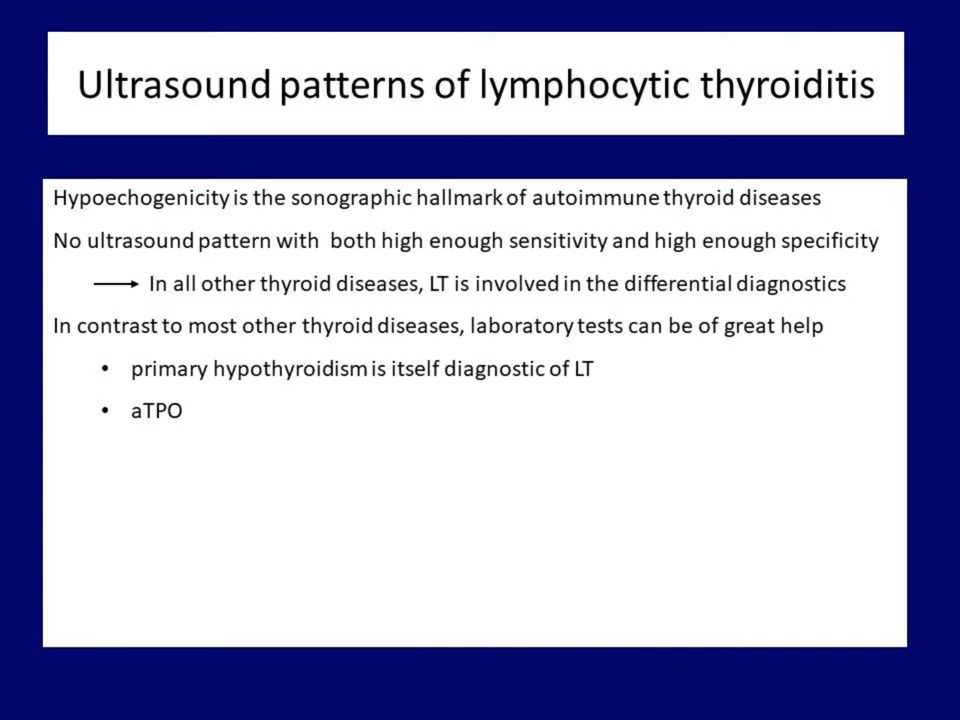 Ultrasound patterns of lymphocytic thyroiditis
Hypoechogenicity is the sonographic hallmark of autoimmune thyroid diseases
No ultrasound pattern with both high enough sensitivity and high enough specificity
→ In all other thyroid diseases, LT is involved in the differential diagnostics
In contrast to most other thyroid diseases, laboratory tests can be of great help
• primary hypothyroidism is itself diagnostic of LT
• aTPO